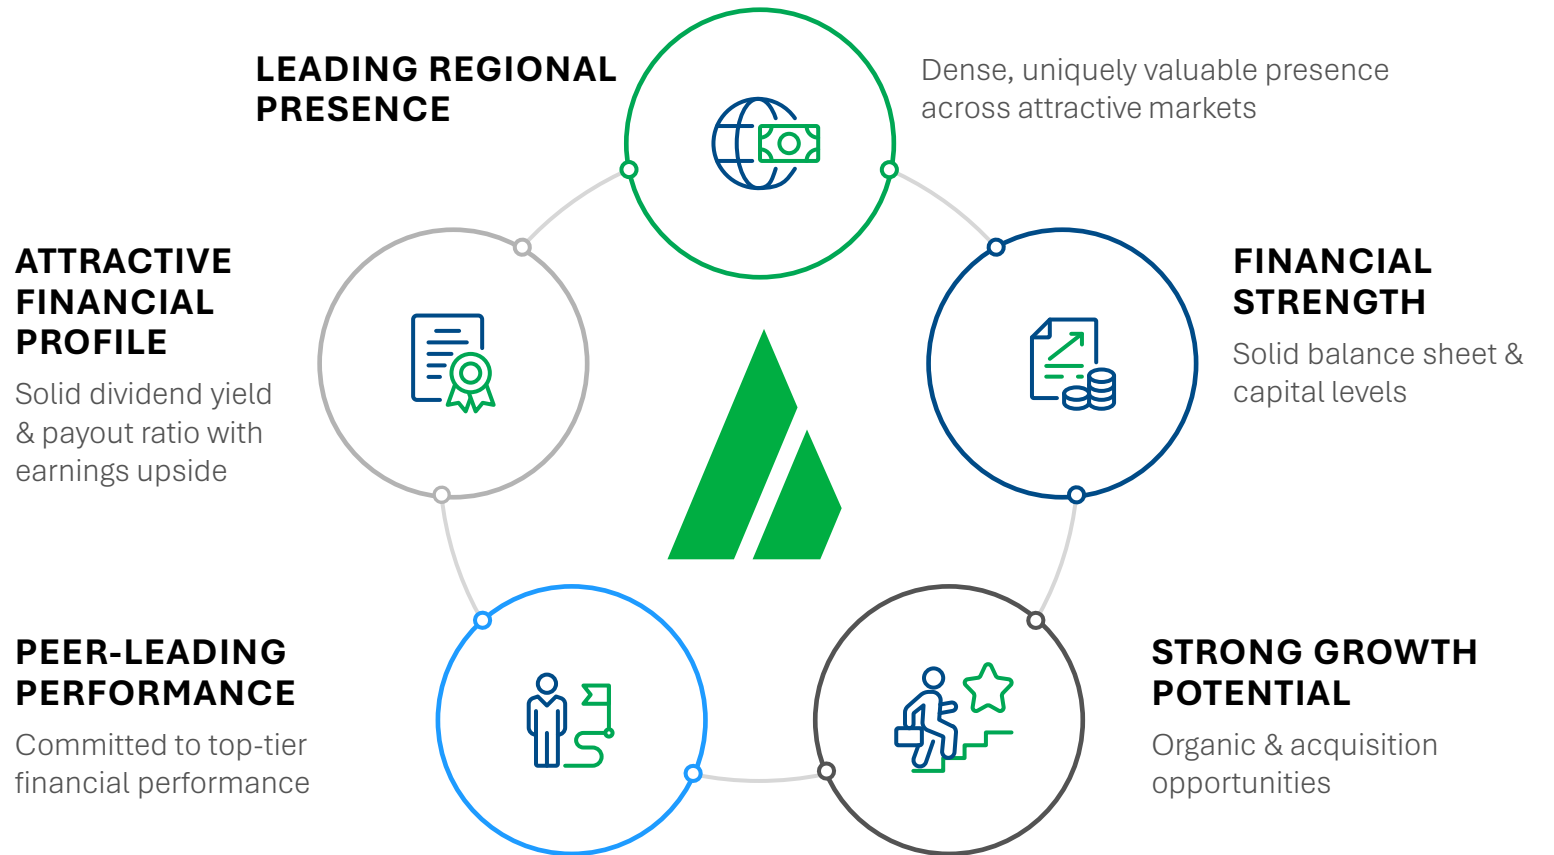 LEADING REGIONAL
PRESENCE
Dense, uniquely valuable presence
across attractive markets
ATTRACTIVE
FINANCIAL
PROFILE
Solid dividend yield
& payout ratio with
earnings upside
FINANCIAL
STRENGTH
Solid balance sheet &
capital levels
PEER-LEADING
PERFORMANCE
Committed to top-tier
financial performance
STRONG GROWTH
POTENTIAL
Organic & acquisition
opportunities